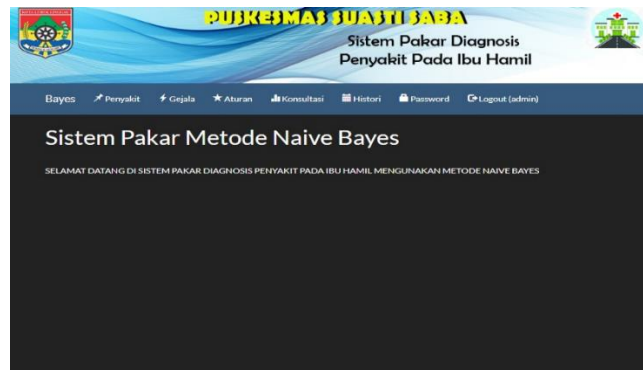 PUSKESMAS SUASTI SABA
Sistem Pakar Diagnosis
Penyakit Pada Ibu Hamil
Bayes Penyakit Gejala Aturan Konsultasi Histori Password Logout (admin)
Sistem Pakar Metode Naive Bayes
SELAMAT DATANG DI SISTEM PAKAR DIAGNOSIS PENYAKIT PADA IBU HAMIL MENGUNAKAN METODE NAIVE BAYES